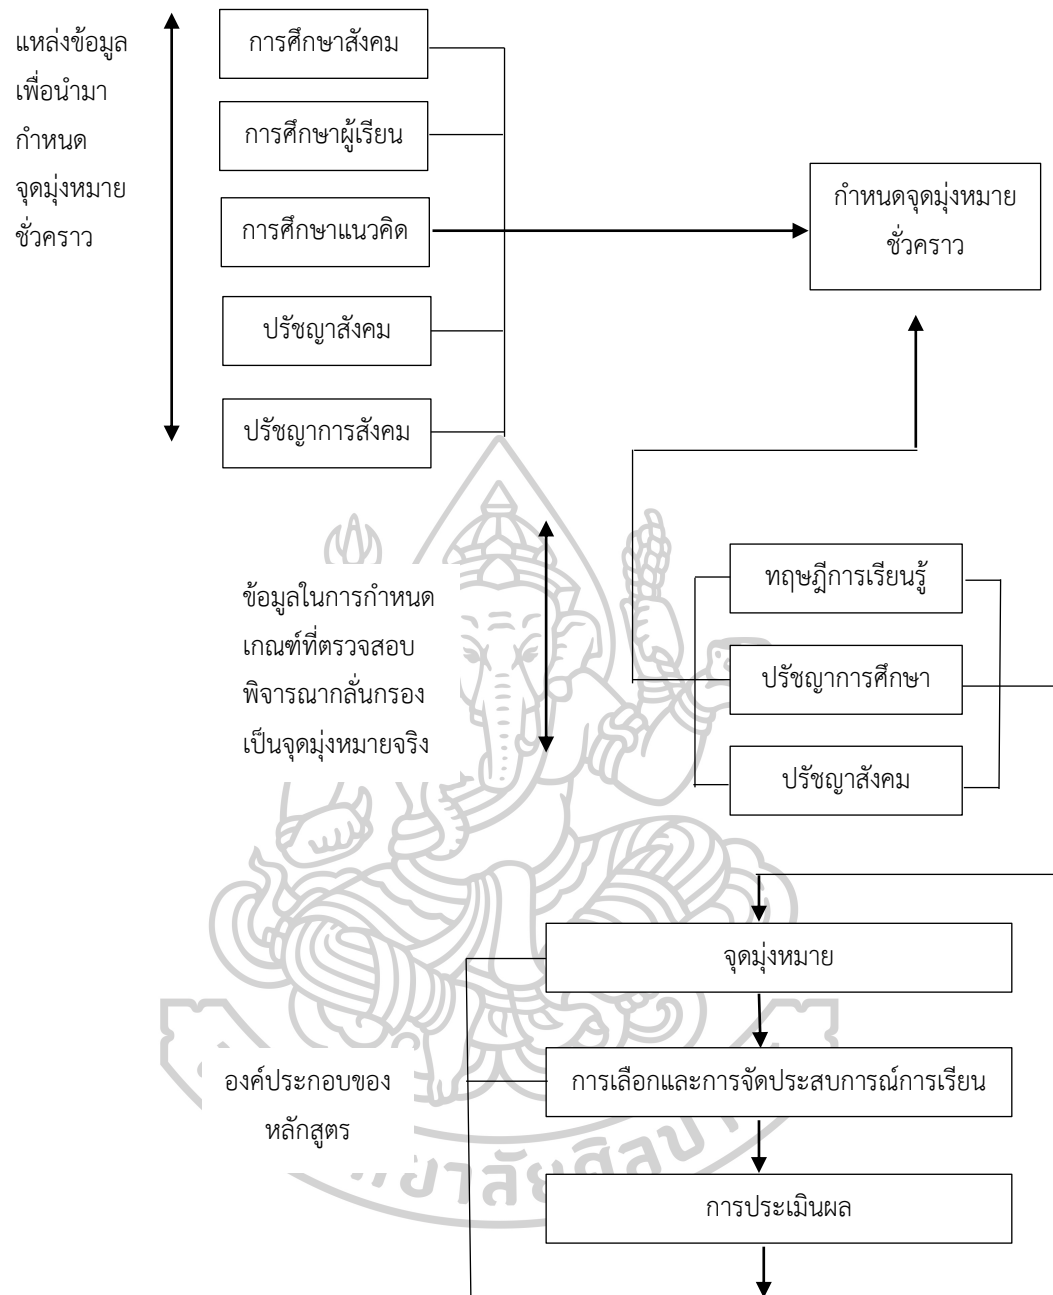 แหล่งข้อมูล
เพื่อนำมา
กำหนด
จุดมุ่งหมาย
ชั่วคราว
การศึกษาสังคม
การศึกษาผู้เรียน
การศึกษาแนวคิด
ปรัชญาสังคม
ปรัชญาการสังคม
กำหนดจุดมุ่งหมาย
ชั่วคราว
ข้อมูลในการกำหนด
เกณฑ์ที่ตรวจสอบ
พิจารณากลั่นกรอง
เป็นจุดมุ่งหมายจริง
ทฤษฎีการเรียนรู้
ปรัชญาการศึกษา
ปรัชญาสังคม
จุดมุ่งหมาย
องค์ประกอบของ
หลักสูตร
การเลือกและการจัดประสบการณ์การเรียน
การประเมินผล